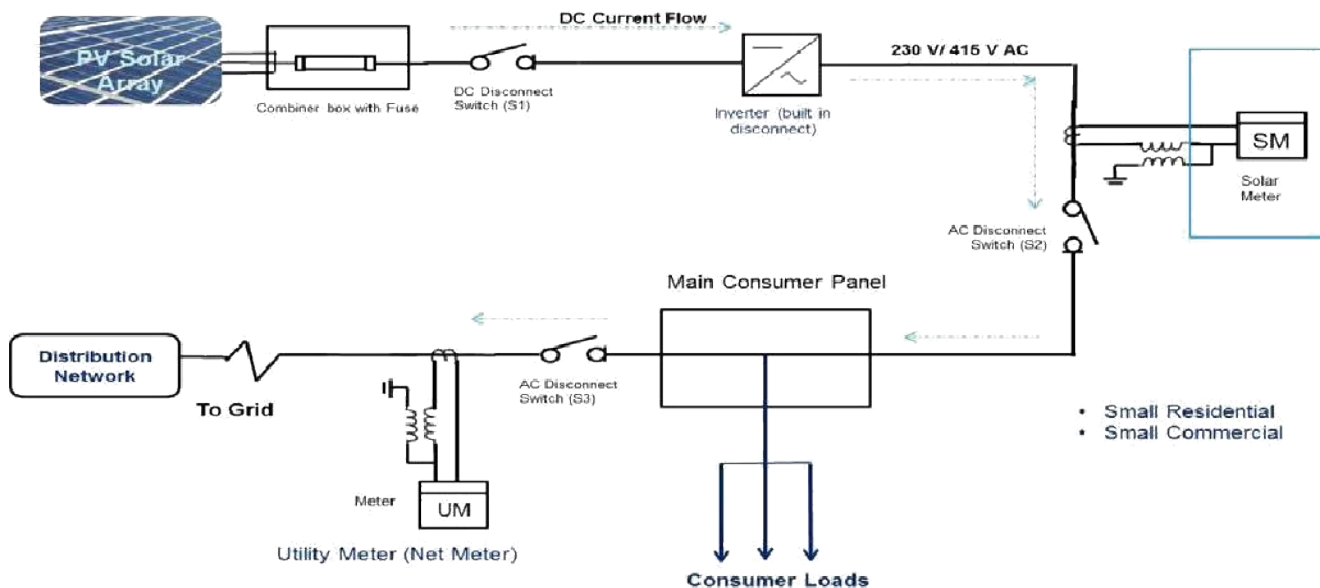 DC Current Flow
PV Solar
Array
230 V/ 415 V AC
Combiner box with Fuse
DC Disconnect
Switch (S1)
Inverter (built in
disconnect)
SM
Solar
Meter
AC Disconnect
Switch (S2)
Main Consumer Panel
Distribution
Network
To Grid
AC Disconnect
Switch (S3)
• Small Residential
• Small Commercial
Meter
UM
Utility Meter (Net Meter)
Consumer Loads